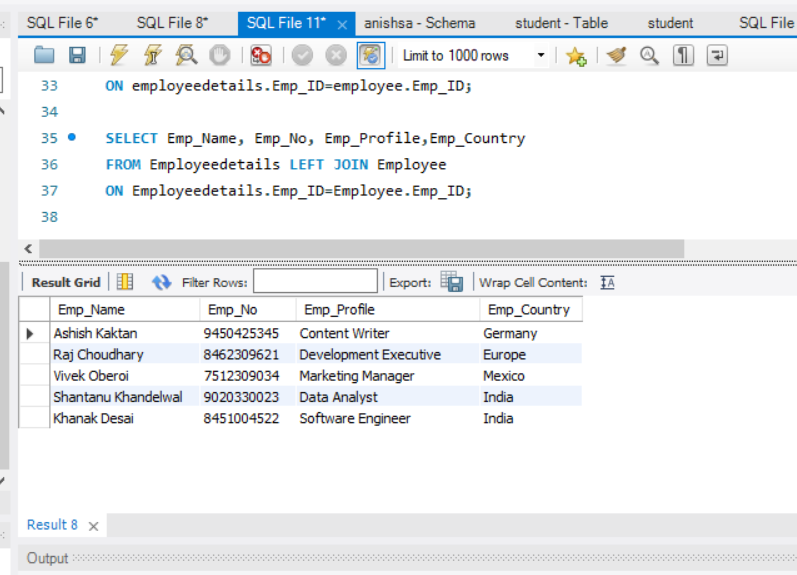 SQL File 6* SQL File 8* SQL File 11* anishsa - Schema student - Table student SQL File
Limit to 1000 rows
33 ON employeedetails.Emp_ID=employee.Emp_ID;
34
35 SELECT Emp_Name, Emp_No, Emp_Profile,Emp_Country
36 FROM Employeedetails LEFT JOIN Employee
37 ON Employeedetails.Emp_ID=Employee.Emp_ID;
38
Result Grid Filter Rows: Export: Wrap Cell Content:
Emp_Name Emp_No Emp_Profile Emp_Country
Ashish Kaktan 9450425345 Content Writer Germany
Raj Choudhary 8462309621 Development Executive Europe
Vivek Oberoi 7512309034 Marketing Manager Mexico
Shantanu Khandelwal 9020330023 Data Analyst India
Khanak Desai 8451004522 Software Engineer India
Result 8
Output